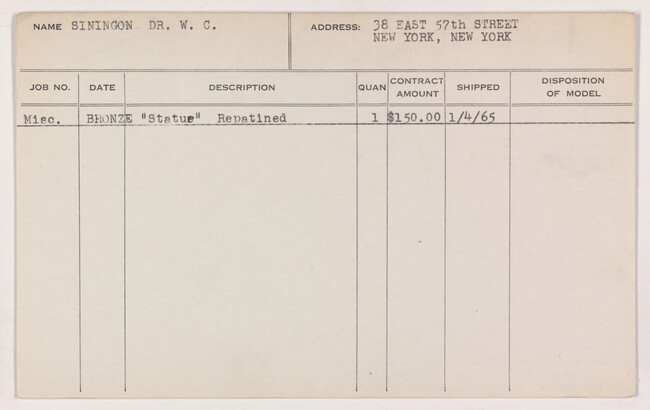 NAME SININGON DR. W. C. ADDRESS: 38 EAST 57th STREET
NEW YORK, NEW YORK
JOB NO. DATE DESCRIPTION QUAN CONTRACT AMOUNT SHIPPED DISPOSITION OF MODEL
Misc. BRONZE "Statue" Repatined 1 $150.00 1/4/65